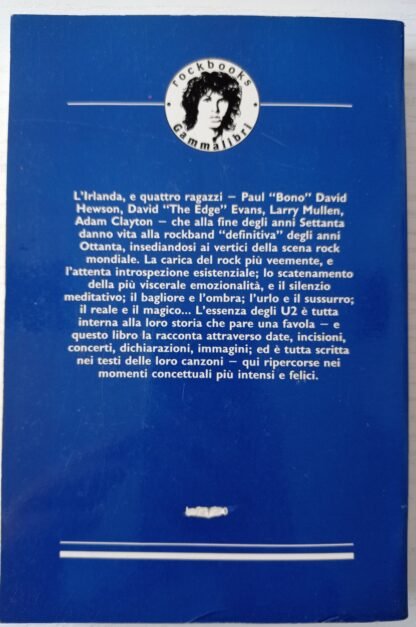 rockbooks
Gammalibri
L'Irlanda, e quattro ragazzi — Paul "Bono" David
Hewson, David "The Edge" Evans, Larry Mullen,
Adam Clayton — che alla fine degli anni Settanta
danno vita alla rockband "definitiva" degli anni
Ottanta, insediandosi ai vertici della scena rock
mondiale. La carica del rock più veemente, e
l'attenta introspezione esistenziale; lo scatenamento
della più viscerale emozionalità, e il silenzio
meditativo; il bagliore e l'ombra; l'urlo e il sussurro;
il reale e il magico... L'essenza degli U2 è tutta
interna alla loro storia che pare una favola — e
questo libro la racconta attraverso date, incisioni,
concerti, dichiarazioni, immagini; ed è tutta scritta
nei testi delle loro canzoni — qui ripercorse nei
momenti concettuali più intensi e felici.